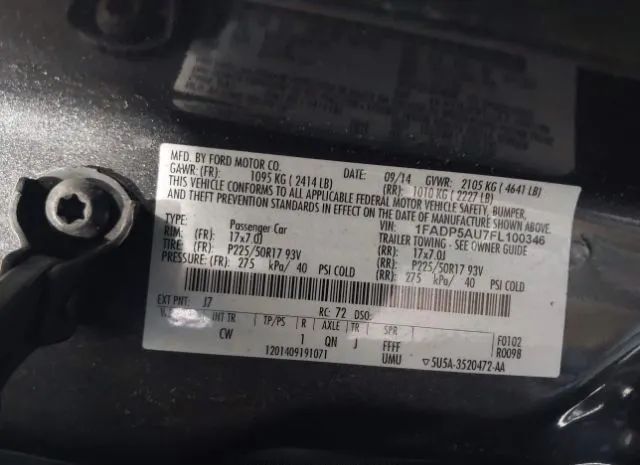 MFD. BY FORD MOTOR CO. DATE: 09/14 GVWR: 2105 KG ( 4641 LB)
GAWR: (FR): 1095 KG ( 2414 LB) (RR): 1010 KG ( 2227 LB)
THIS VEHICLE CONFORMS TO ALL APPLICABLE FEDERAL MOTOR VEHICLE SAFETY, BUMPER,
AND THEFT PREVENTION STANDARDS IN EFFECT ON THE DATE OF MANUFACTURE SHOWN ABOVE.
VIN: 1FADP5AU7FL100346
TYPE: Passenger Car TRAILER TOWING - SEE OWNER GUIDE
RIM: (FR) 17x7.0J (RR): 17x7.0J
TIRE: (FR): P225/50R17 93V (RR): P225/50R17 93V
PRESSURE: (FR): 275 kPa/ 40 PSI COLD (RR): 275 kPa/ 40 PSI COLD
EXT PNT: J7 RC: 72 DSO:
INT TR TP/PS R AXLE TR SPR F0102
CW 1 QN J FFFF R0098
1201409191071 UMU ▽5U5A-3520472-AA